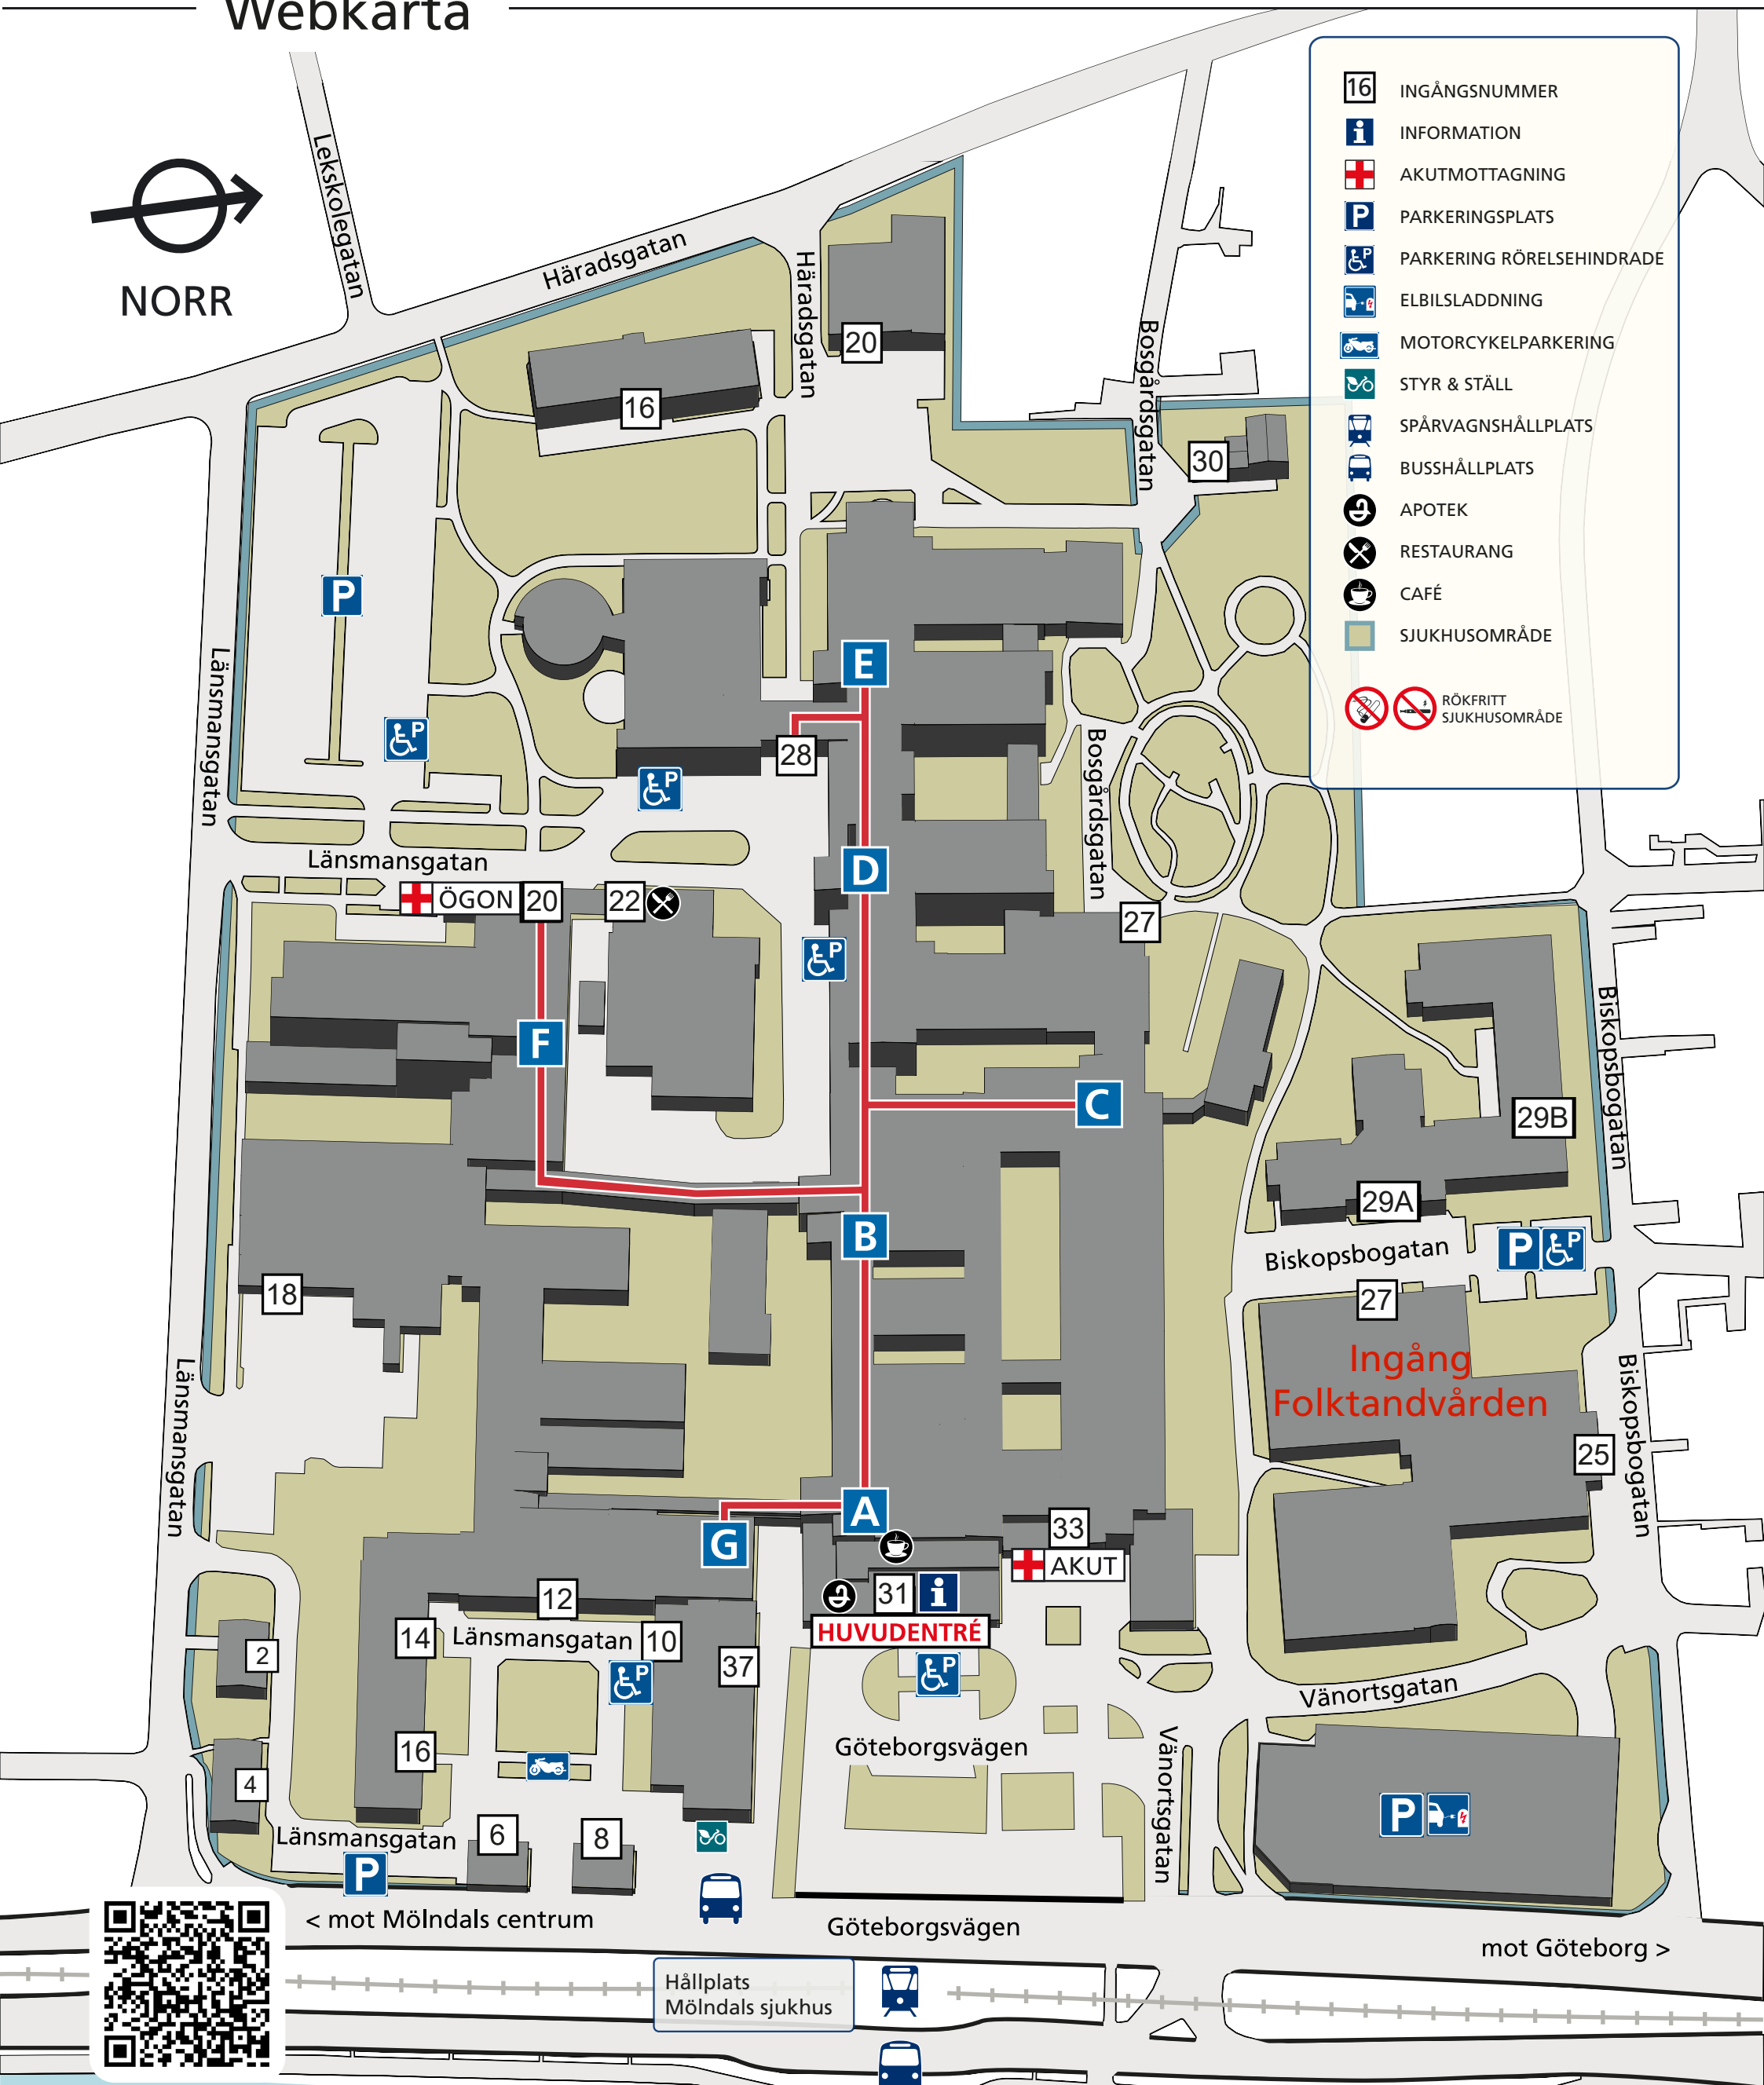 Webkarta
16 INGÅNGSNUMMER
i INFORMATION
AKUTMOTTAGNING
P PARKERINGSPLATS
P PARKERING RÖRELSEHINDRADE
ELBILSLADDNING
MOTORCYKELPARKERING
STYR & STÄLL
SPÅRVAGNSHÅLLPLATS
BUSSHÅLLPLATS
APOTEK
RESTAURANG
CAFÉ
SJUKHUSOMRÅDE
RÖKFRITT
SJUKHUSOMRÅDE
NORR
Lekskolegatan
Häradsgatan
Häradsgatan
20
16
Bosgårdsgatan
30
P
E
Länsmansgatan
P
28
P
Bosgårdsgatan
D
Länsmansgatan
ÖGON
20
22
27
P
Biskopsbogatan
F
C
29B
29A
B
Biskopsbogatan
P
P
18
27
Ingång
Folktandvården
Länsmansgatan
Biskopsbogatan
25
A
G
33
AKUT
12
31
i
HUVUDENTRÉ
14
Länsmansgatan
10
2
37
P
P
Vänortsgatan
16
Göteborgsvägen
Vänortsgatan
4
P
Länsmansgatan
6
8
P
< mot Mölndals centrum
Göteborgsvägen
mot Göteborg >
Hållplats
Mölndals sjukhus